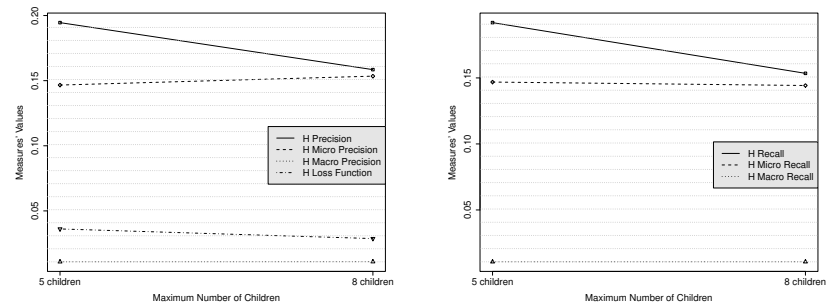 0.20
0.15
0.10
0.05
Measures' Values
H Precision
H Micro Precision
H Macro Precision
H Loss Function
5 children
8 children
Maximum Number of Children
0.15
0.10
0.05
Measures' Values
H Recall
H Micro Recall
H Macro Recall
5 children
8 children
Maximum Number of Children